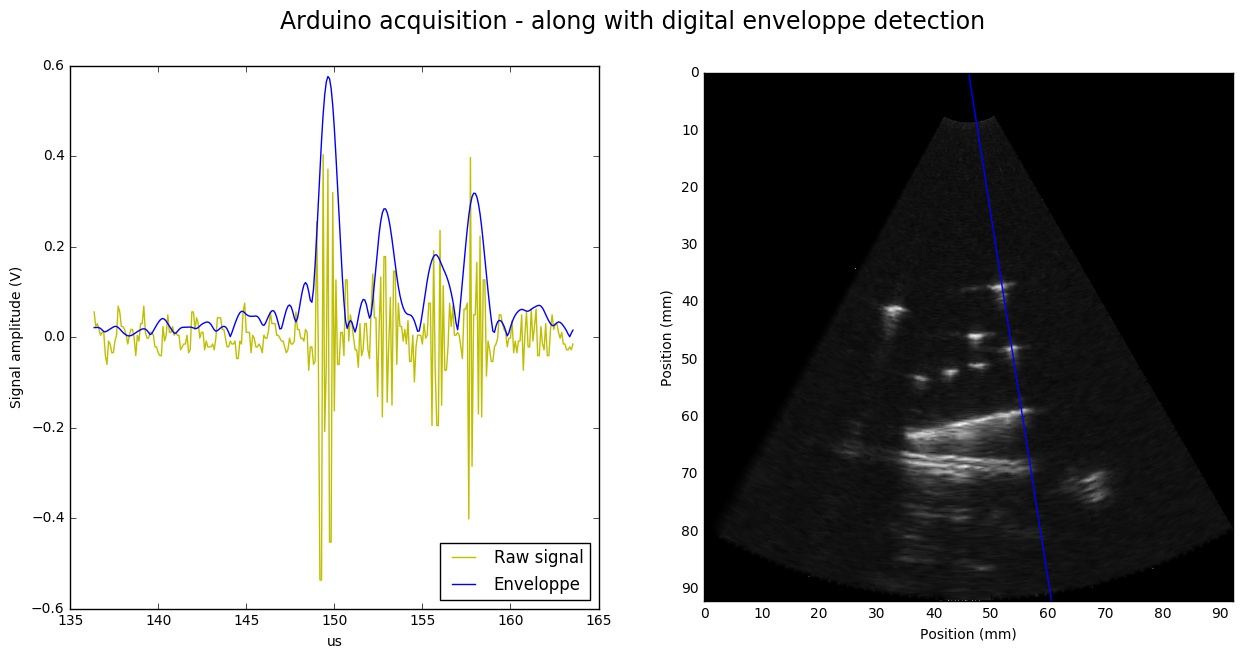 Arduino acquisition - along with digital enveloppe detection
0.6
0.4
0.2
0.0
−0.2
−0.4
−0.6
Signal amplitude (V)
135 140 145 150 155 160 165
us
Raw signal
Enveloppe
0
10
20
30
40
50
60
70
80
90
Position (mm)
0 10 20 30 40 50 60 70 80 90
Position (mm)